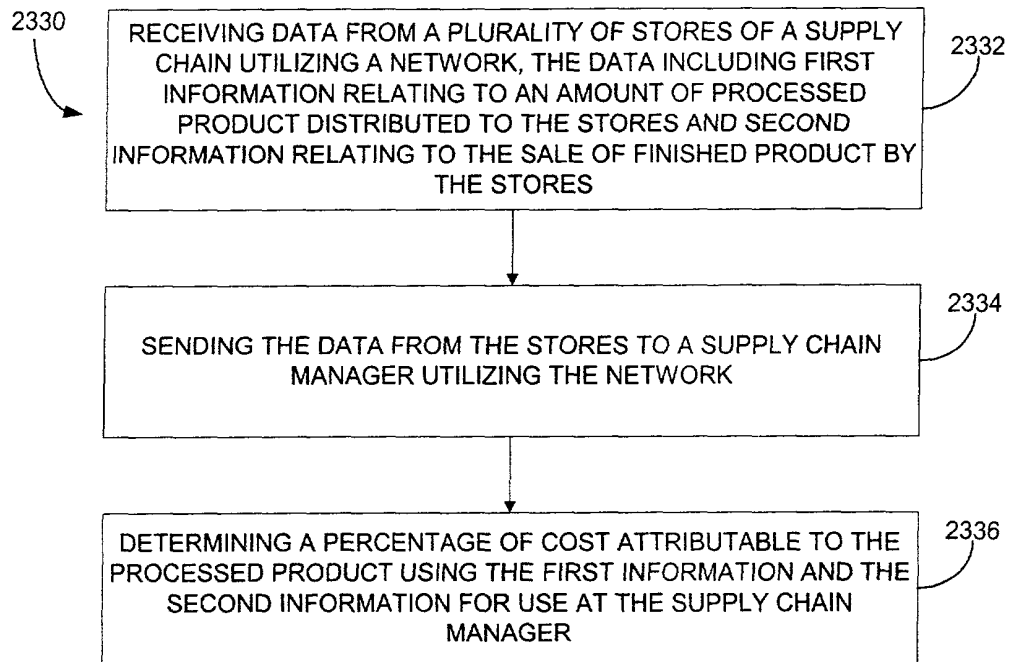 2330
RECEIVING DATA FROM A PLURALITY OF STORES OF A SUPPLY
CHAIN UTILIZING A NETWORK, THE DATA INCLUDING FIRST
INFORMATION RELATING TO AN AMOUNT OF PROCESSED
PRODUCT DISTRIBUTED TO THE STORES AND SECOND
INFORMATION RELATING TO THE SALE OF FINISHED PRODUCT BY
THE STORES
2332
SENDING THE DATA FROM THE STORES TO A SUPPLY CHAIN
MANAGER UTILIZING THE NETWORK
2334
DETERMINING A PERCENTAGE OF COST ATTRIBUTABLE TO THE
PROCESSED PRODUCT USING THE FIRST INFORMATION AND THE
SECOND INFORMATION FOR USE AT THE SUPPLY CHAIN
MANAGER
2336